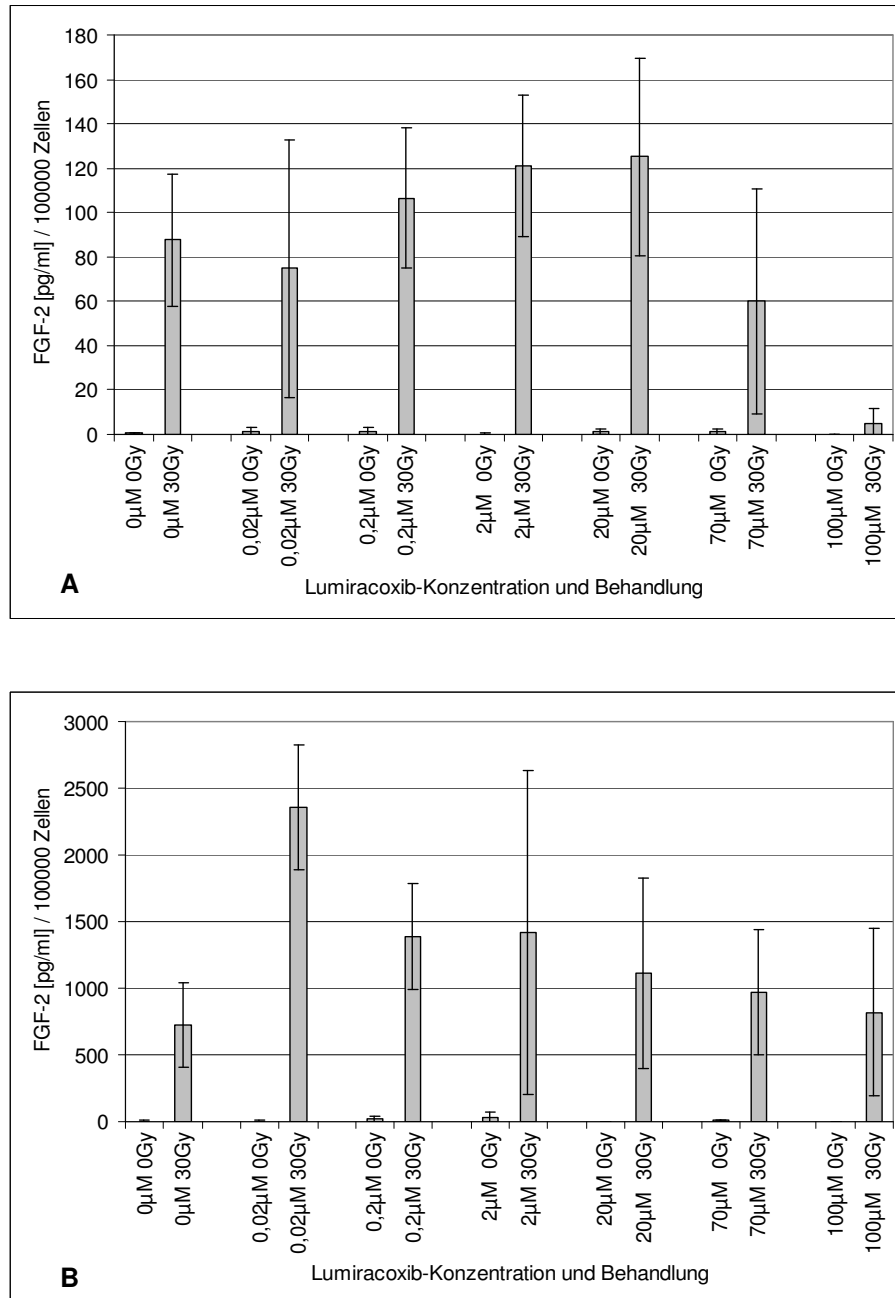 180
160
140
120
100
80
60
40
20
0
FGF-2 [pg/ml] / 100000 Zellen
0µM 0Gy
0µM 30Gy
0,02µM 0Gy
0,02µM 30Gy
0,2µM 0Gy
0,2µM 30Gy
2µM 0Gy
2µM 30Gy
20µM 0Gy
20µM 30Gy
70µM 0Gy
70µM 30Gy
100µM 0Gy
100µM 30Gy
A
Lumiracoxib-Konzentration und Behandlung
3000
2500
2000
1500
1000
500
0
FGF-2 [pg/ml] / 100000 Zellen
0µM 0Gy
0µM 30Gy
0,02µM 0Gy
0,02µM 30Gy
0,2µM 0Gy
0,2µM 30Gy
2µM 0Gy
2µM 30Gy
20µM 0Gy
20µM 30Gy
70µM 0Gy
70µM 30Gy
100µM 0Gy
100µM 30Gy
B
Lumiracoxib-Konzentration und Behandlung